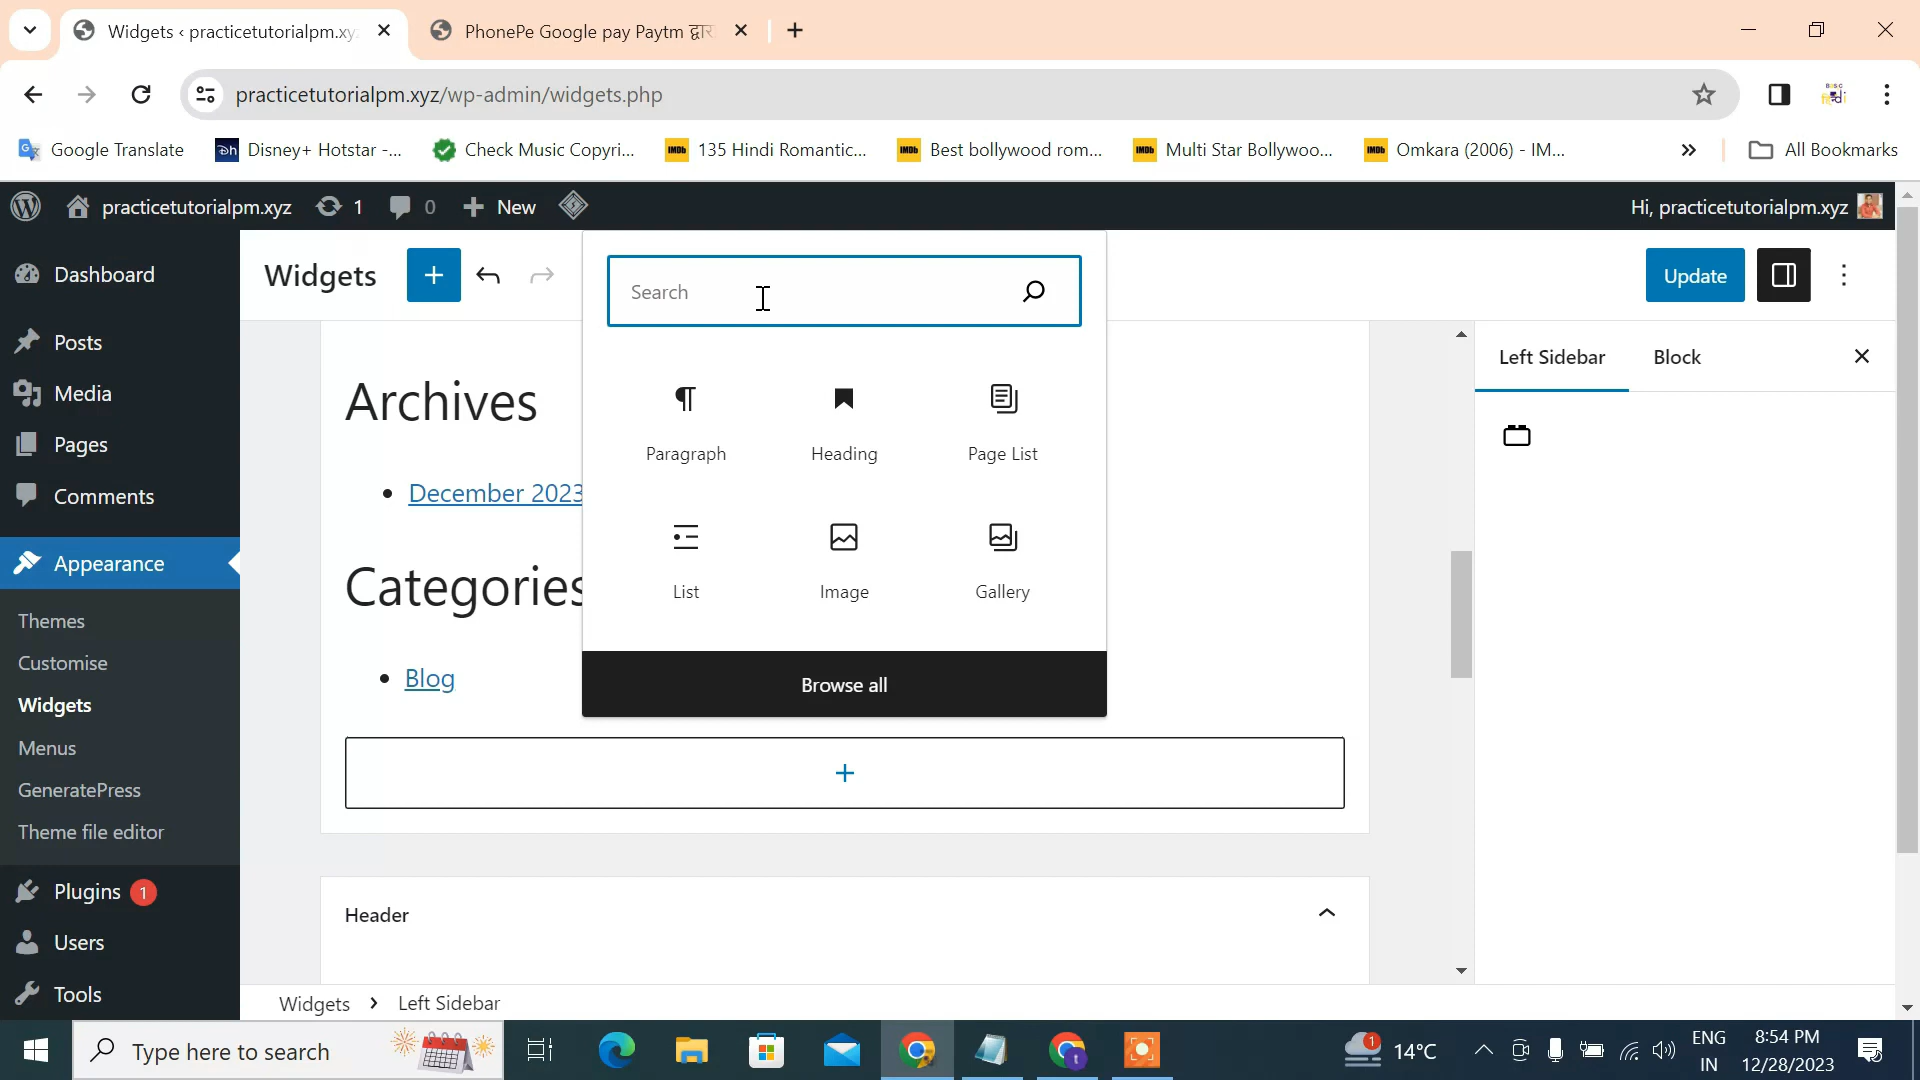 Widgets ‹ practicetutorialpm.xy
PhonePe Google pay Paytm द्वार
practicetutorialpm.xyz/wp-admin/widgets.php
Google Translate
Disney+ Hotstar -...
Check Music Copyri...
135 Hindi Romantic...
Best bollywood rom...
Multi Star Bollywoo...
Omkara (2006) - IM...
All Bookmarks
practicetutorialpm.xyz
1
0
New
Hi, practicetutorialpm.xyz
Dashboard
Posts
Media
Pages
Comments
Appearance
Themes
Customise
Widgets
Menus
GeneratePress
Theme file editor
Plugins 1
Users
Tools
Widgets
Update
Search
Paragraph
Heading
Page List
List
Image
Gallery
Browse all
Archives
December 2023
Categories
Blog
Header
Left Sidebar
Block
Widgets > Left Sidebar
Type here to search
1
14°C
ENG
IN
8:54 PM
12/28/2023